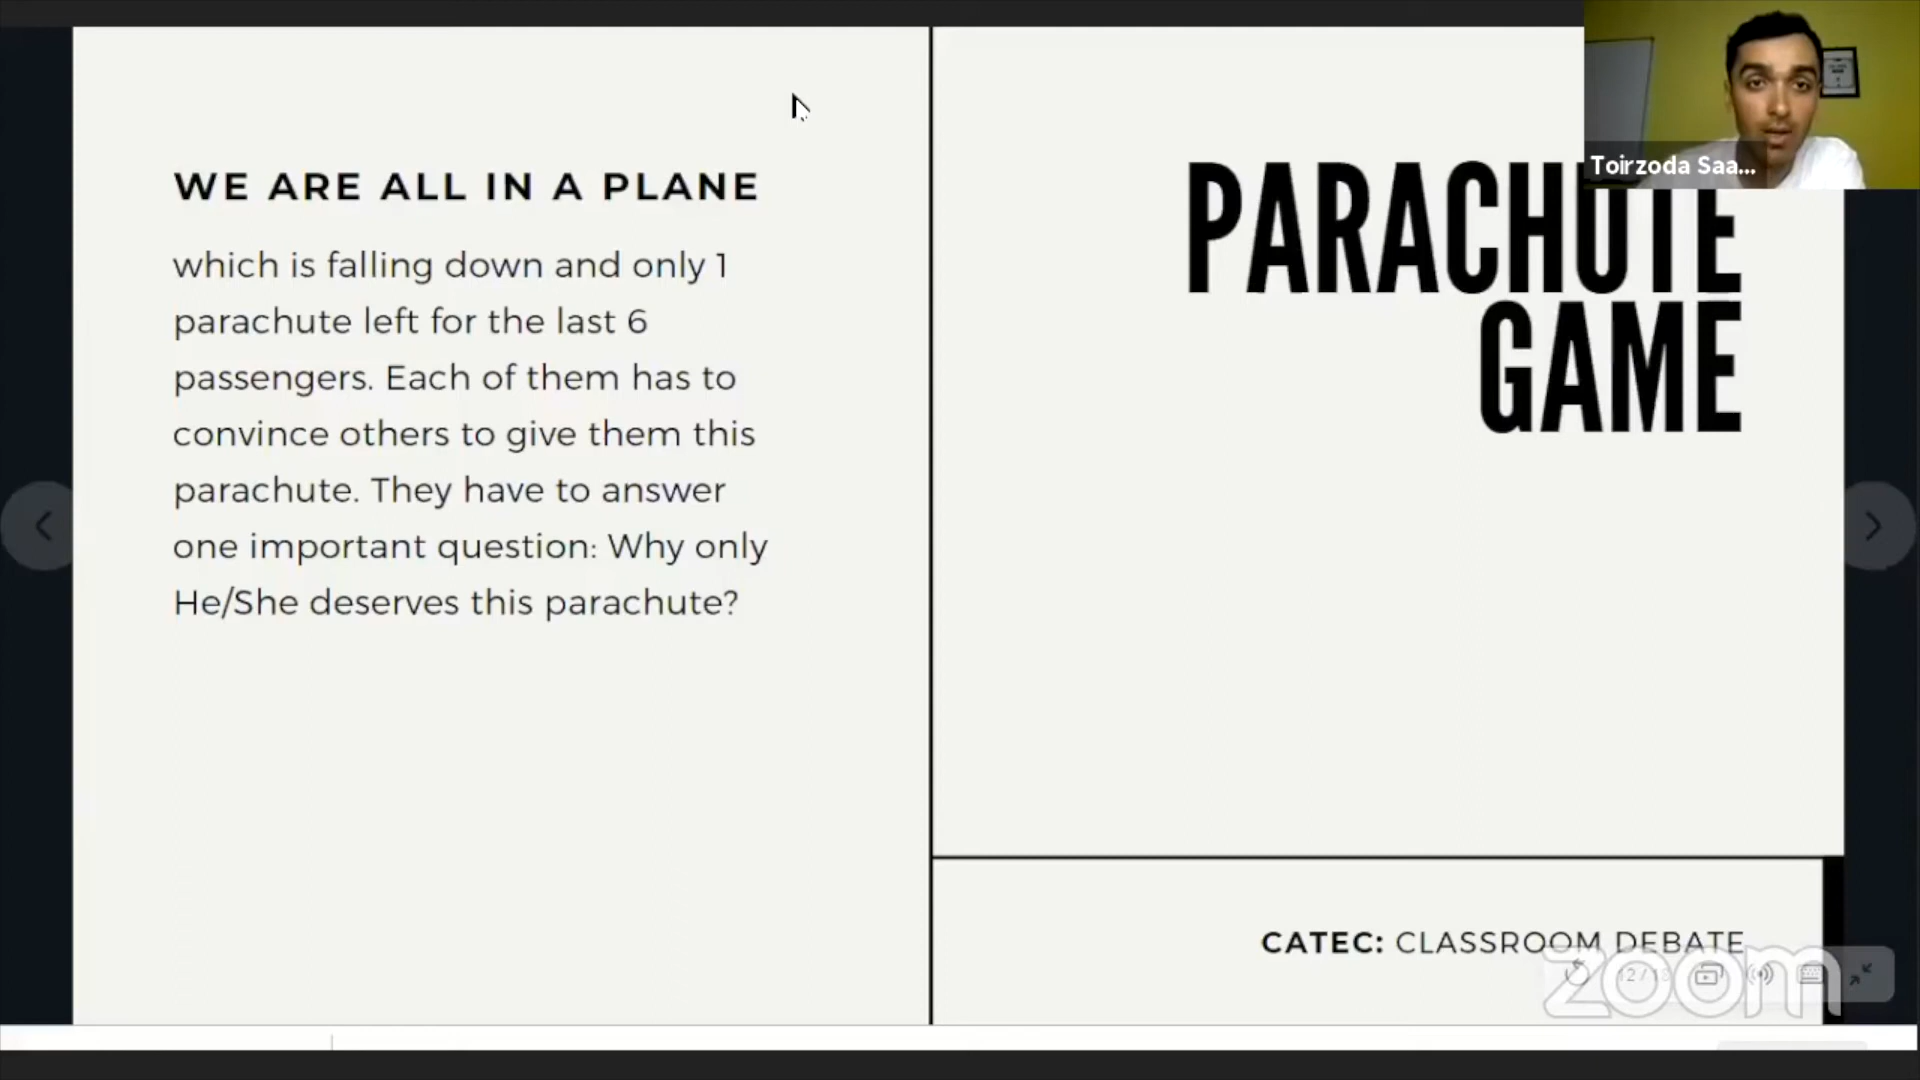 WE ARE ALL IN A PLANE
which is falling down and only 1
parachute left for the last 6
passengers. Each of them has to
convince others to give them this
parachute. They have to answer
one important question: Why only
He/She deserves this parachute?
PARACHUTE
GAME
Toirzoda Saa...
CATEC: CLASSROOM DEBATE
12 / 18
zoom